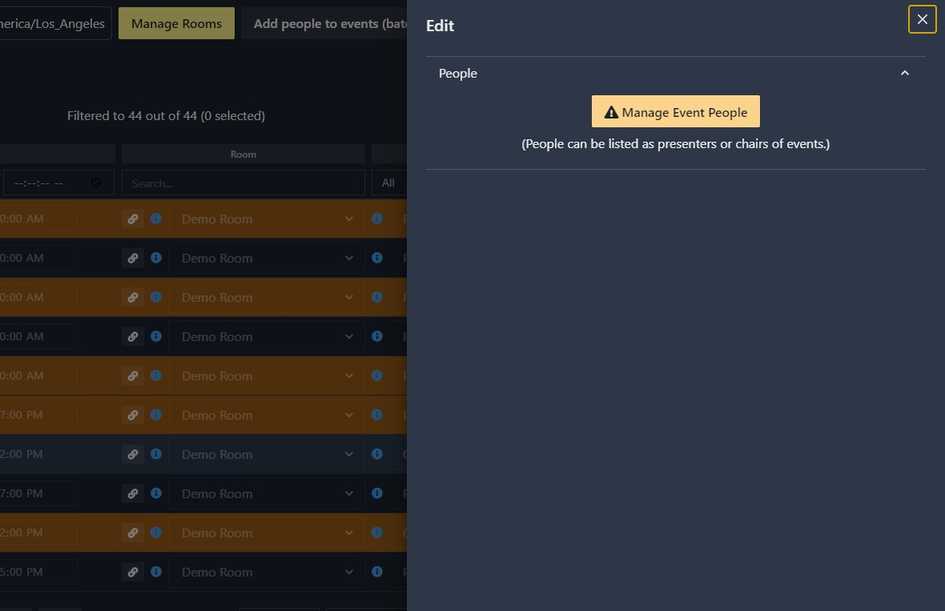 merica/Los_Angeles
Manage Rooms
Add people to events (bat
Edit
People
Manage Event People
(People can be listed as presenters or chairs of events.)
Filtered to 44 out of 44 (0 selected)
Room
--:--:-- --
Search...
All
0:00 AM
Demo Room
0:00 AM
Demo Room
0:00 AM
Demo Room
0:00 AM
Demo Room
0:00 AM
Demo Room
7:00 PM
Demo Room
2:00 PM
Demo Room
7:00 PM
Demo Room
2:00 PM
Demo Room
5:00 PM
Demo Room